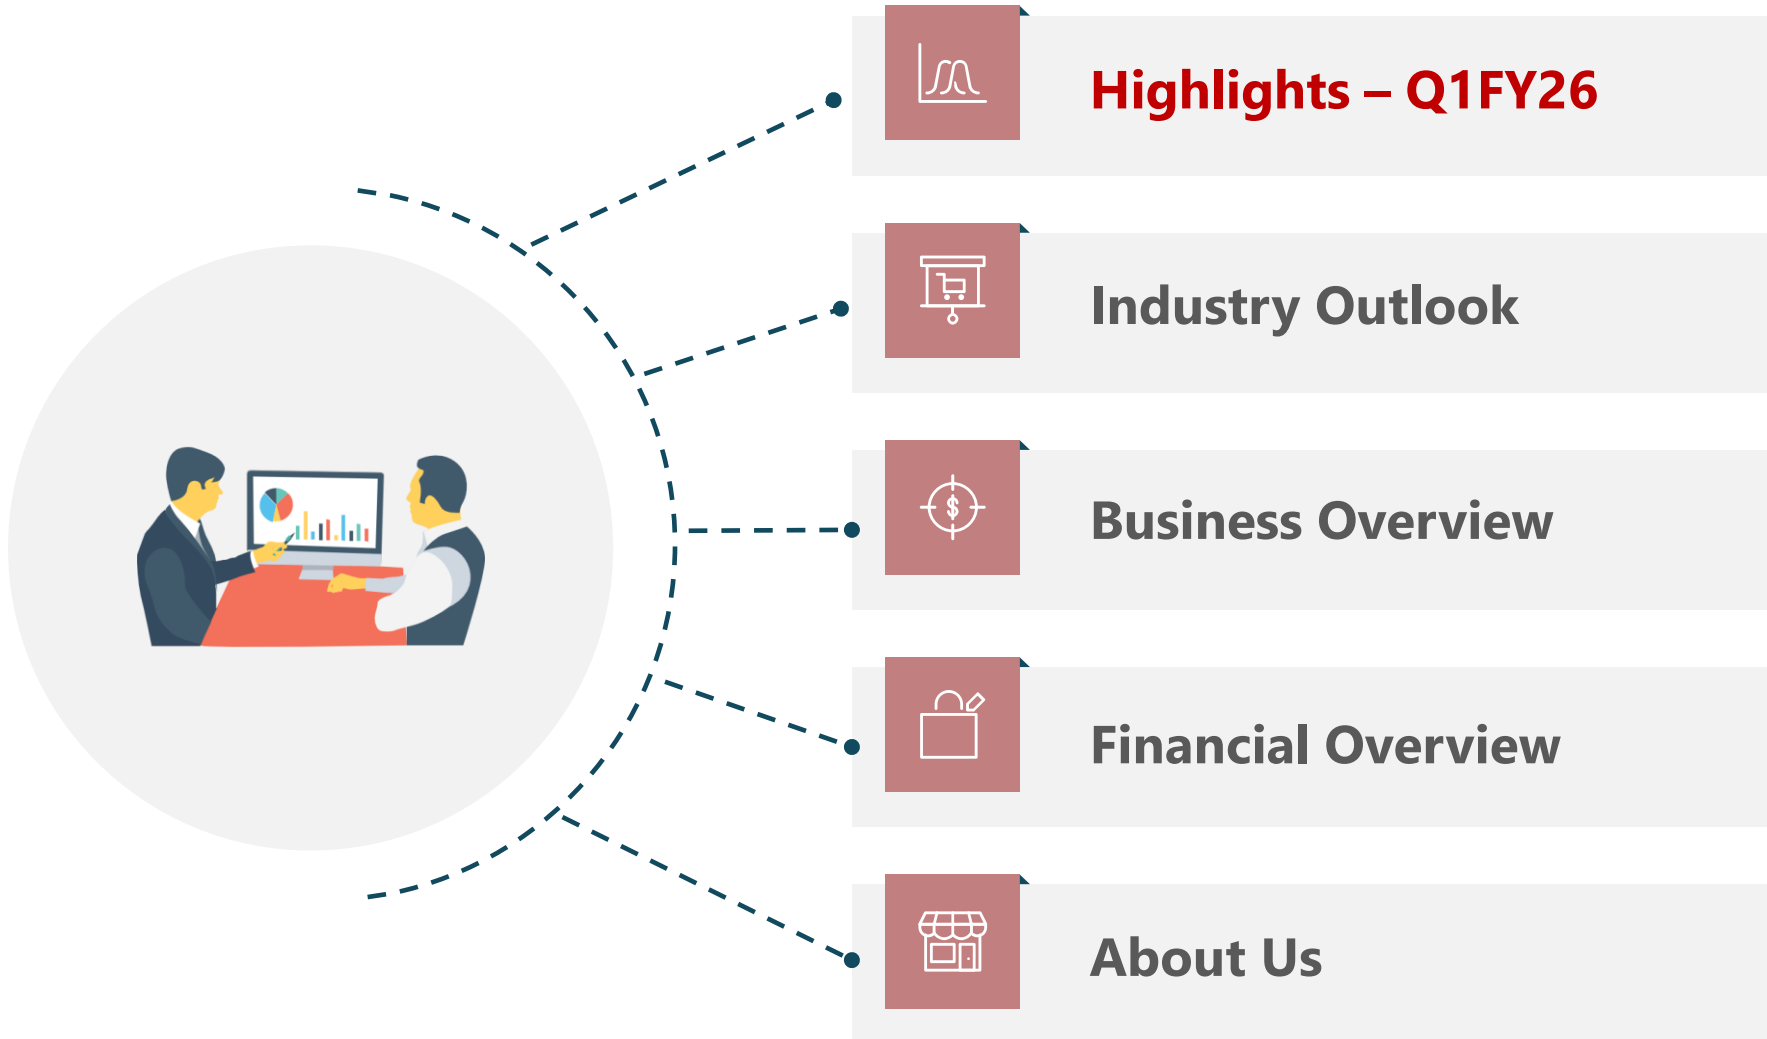 Highlights – Q1FY26
Industry Outlook
Business Overview
Financial Overview
About Us